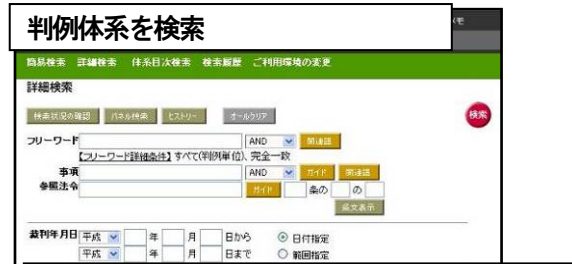 判例体系を検索
メモ
簡易検索 詳細検索 体系目次検索 検索履歴 ご利用環境の変更
詳細検索
検索状況の確認 パネル検索 ヒストリー オールクリア 検索
フリーワード AND 関連語
【フリーワード詳細条件】すべて(判例単位)、完全一致
事項 AND ガイド 関連語
参照法令 ガイド 条の の
条文表示
裁判年月日 平成 年 月 日から 日付指定
平成 年 月 日まで 範囲指定